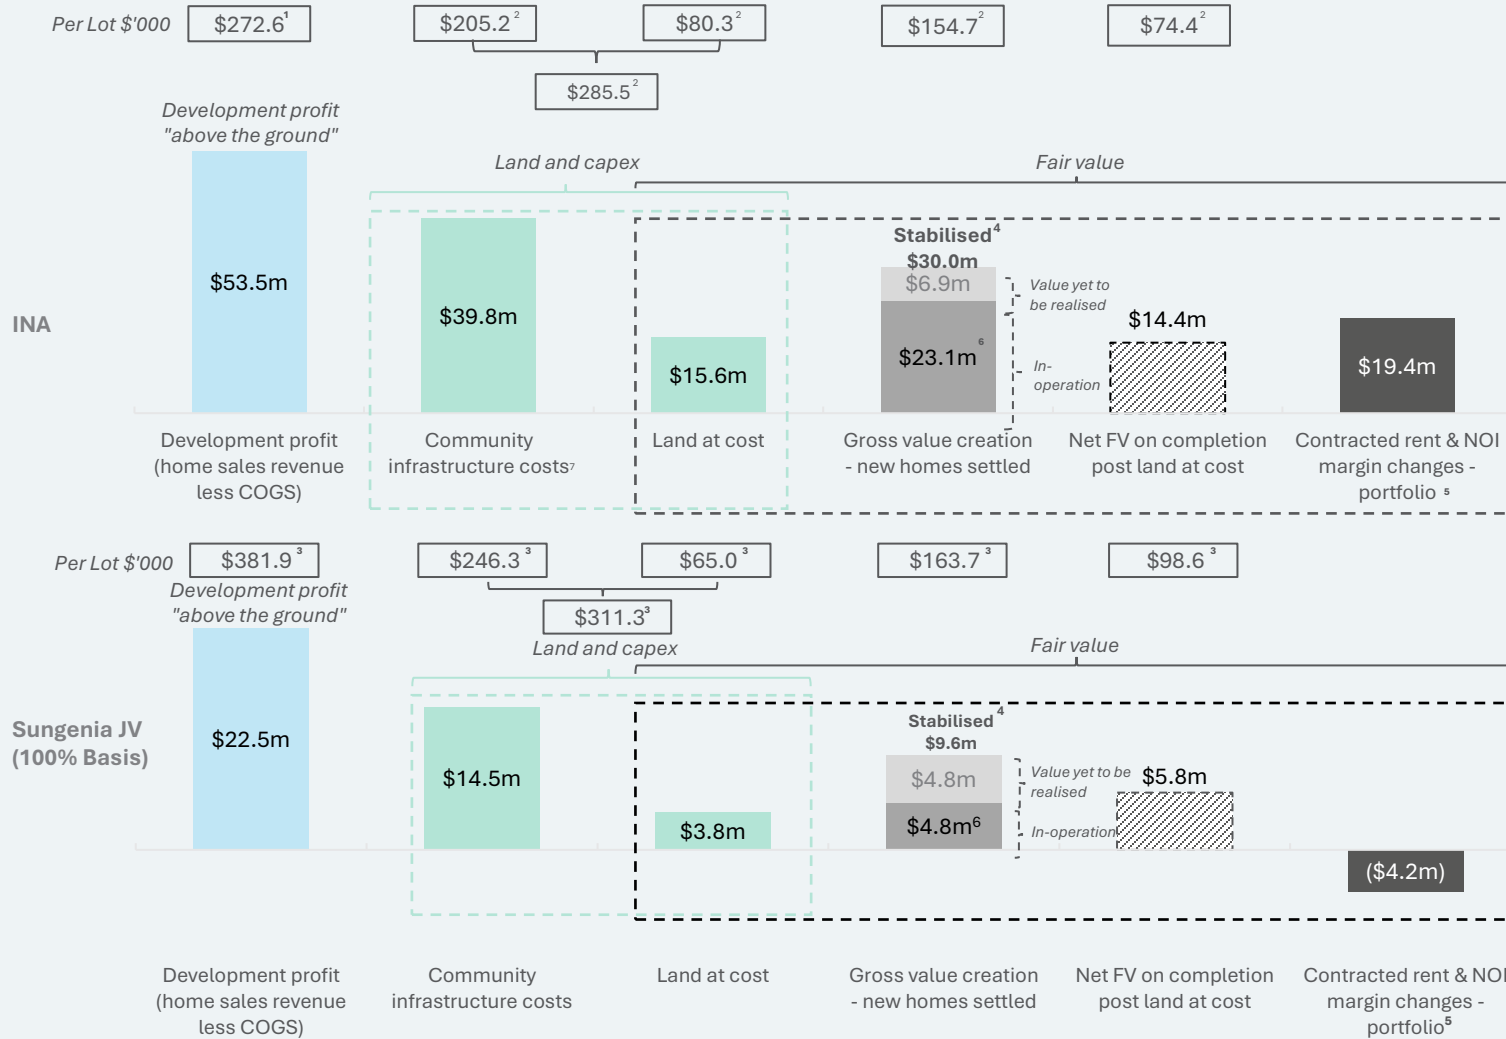 Per Lot $'000
$272.6¹
$205.2²
$80.3²
$154.7²
$74.4²
$285.5²
Development profit
"above the ground"
Land and capex
Fair value
INA
$53.5m
$39.8m
$15.6m
Stabilised⁴
$30.0m
$6.9m
$23.1m⁶
Value yet to
be realised
In-
operation
$14.4m
$19.4m
Development profit
(home sales revenue
less COGS)
Community
infrastructure costs⁷
Land at cost
Gross value creation
- new homes settled
Net FV on completion
post land at cost
Contracted rent & NOI
margin changes -
portfolio ⁵
Per Lot $'000
$381.9³
$246.3³
$65.0³
$163.7³
$98.6³
$311.3³
Development profit
"above the ground"
Land and capex
Fair value
Sungenia JV
(100% Basis)
$22.5m
$14.5m
$3.8m
Stabilised⁴
$9.6m
$4.8m
$4.8m⁶
Value yet to be
realised
In-operation
$5.8m
($4.2m)
Development profit
(home sales revenue
less COGS)
Community
infrastructure costs
Land at cost
Gross value creation
- new homes settled
Net FV on completion
post land at cost
Contracted rent & NOI
margin changes -
portfolio⁵